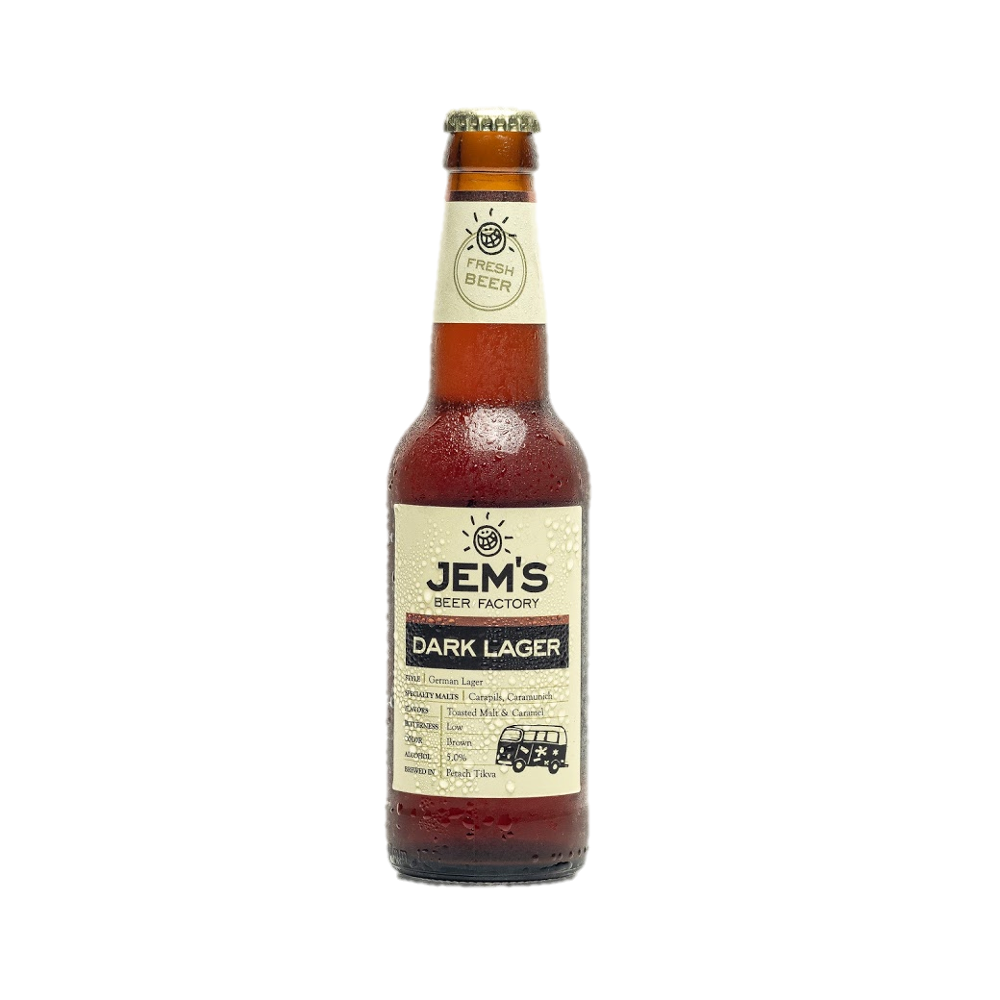 FRESH
BEER
JEM'S
BEER FACTORY
DARK LAGER
STYLE German Lager
SPECIALTY MALTS Carapils, Caramunich
FLAVORS Toasted Malt & Caramel
BITTERNESS Low
COLOR Brown
ALCOHOL 5.0%
BREWED IN Petach Tikva